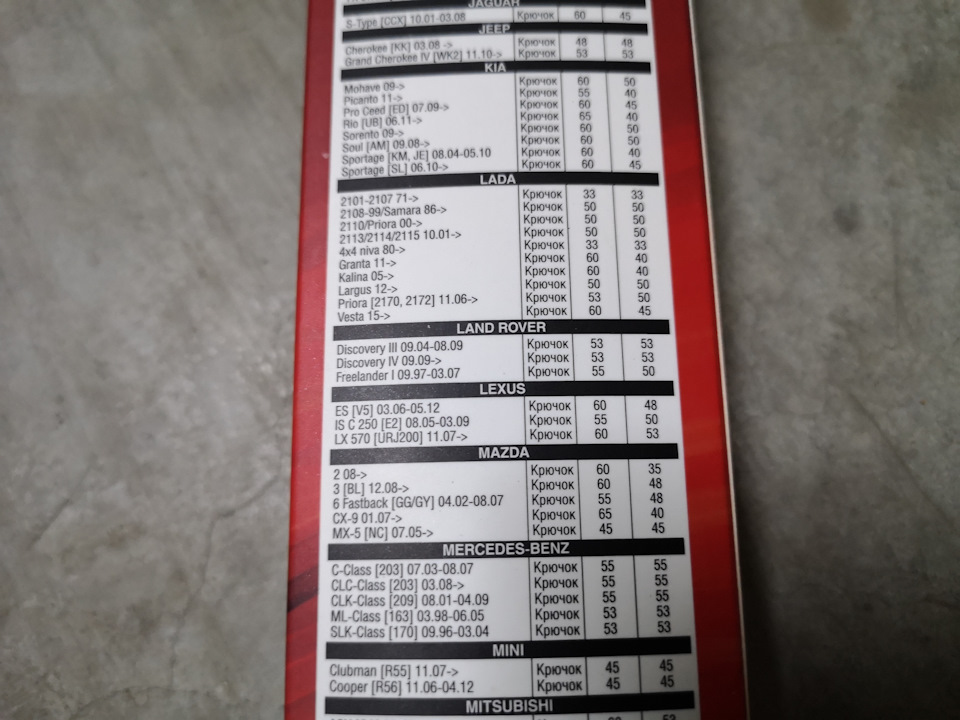 JAGUAR
S-Type [CCX] 10.01-03.08 Крючок 60 45
JEEP
Cherokee [KK] 03.08 -> Крючок 48 48
Grand Cherokee IV [WK2] 11.10-> Крючок 53 53
KIA
Mohave 09-> Крючок 60 50
Picanto 11-> Крючок 55 40
Pro Ceed [ED] 07.09-> Крючок 60 45
Rio [UB] 06.11-> Крючок 65 40
Sorento 09-> Крючок 60 50
Soul [AM] 09.08-> Крючок 60 50
Sportage [KM, JE] 08.04-05.10 Крючок 60 40
Sportage [SL] 06.10-> Крючок 60 45
LADA
2101-2107 71-> Крючок 33 33
2108-99/Samara 86-> Крючок 50 50
2110/Priora 00-> Крючок 50 50
2113/2114/2115 10.01-> Крючок 50 50
4x4 niva 80-> Крючок 33 33
Granta 11-> Крючок 60 40
Kalina 05-> Крючок 60 40
Largus 12-> Крючок 50 50
Priora [2170, 2172] 11.06-> Крючок 53 50
Vesta 15-> Крючок 60 45
LAND ROVER
Discovery III 09.04-08.09 Крючок 53 53
Discovery IV 09.09-> Крючок 53 53
Freelander I 09.97-03.07 Крючок 55 50
LEXUS
ES [V5] 03.06-05.12 Крючок 60 48
IS C 250 [E2] 08.05-03.09 Крючок 55 50
LX 570 [URJ200] 11.07-> Крючок 60 53
MAZDA
2 08-> Крючок 60 35
3 [BL] 12.08-> Крючок 60 48
6 Fastback [GG/GY] 04.02-08.07 Крючок 55 48
CX-9 01.07-> Крючок 65 40
MX-5 [NC] 07.05-> Крючок 45 45
MERCEDES-BENZ
C-Class [203] 07.03-08.07 Крючок 55 55
CLC-Class [203] 03.08-> Крючок 55 55
CLK-Class [209] 08.01-04.09 Крючок 55 55
ML-Class [163] 03.98-06.05 Крючок 53 53
SLK-Class [170] 09.96-03.04 Крючок 53 53
MINI
Clubman [R55] 11.07-> Крючок 45 45
Cooper [R56] 11.06-04.12 Крючок 45 45
MITSUBISHI